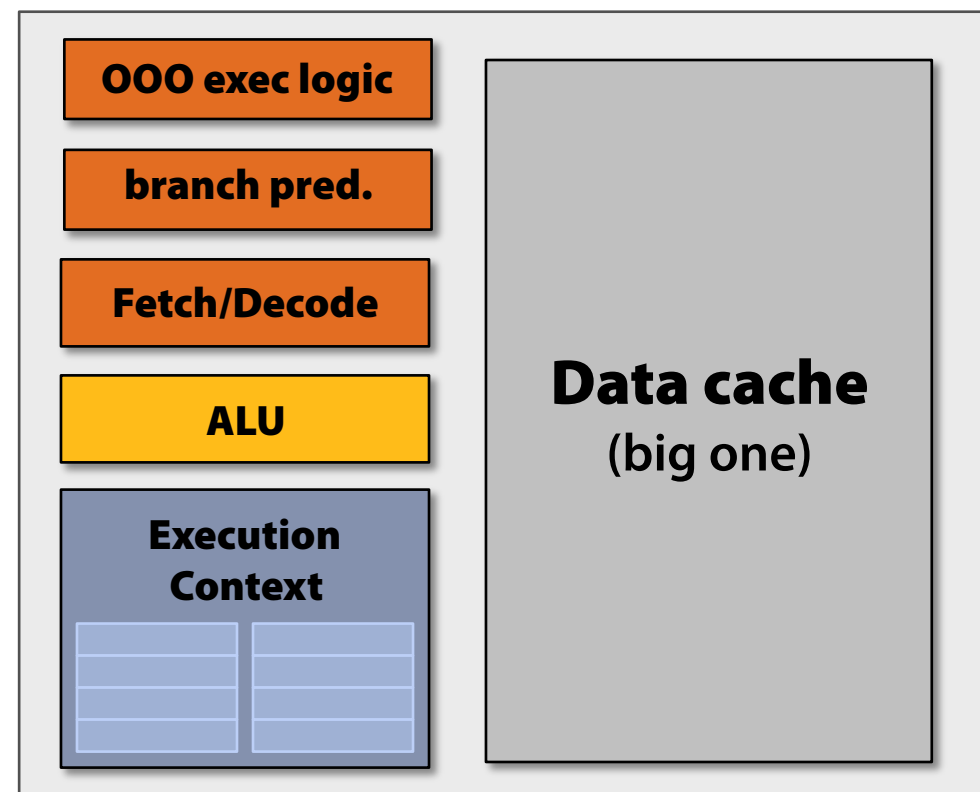 OOO exec logic
branch pred.
Fetch/Decode
ALU
Execution
Context
Data cache
(big one)